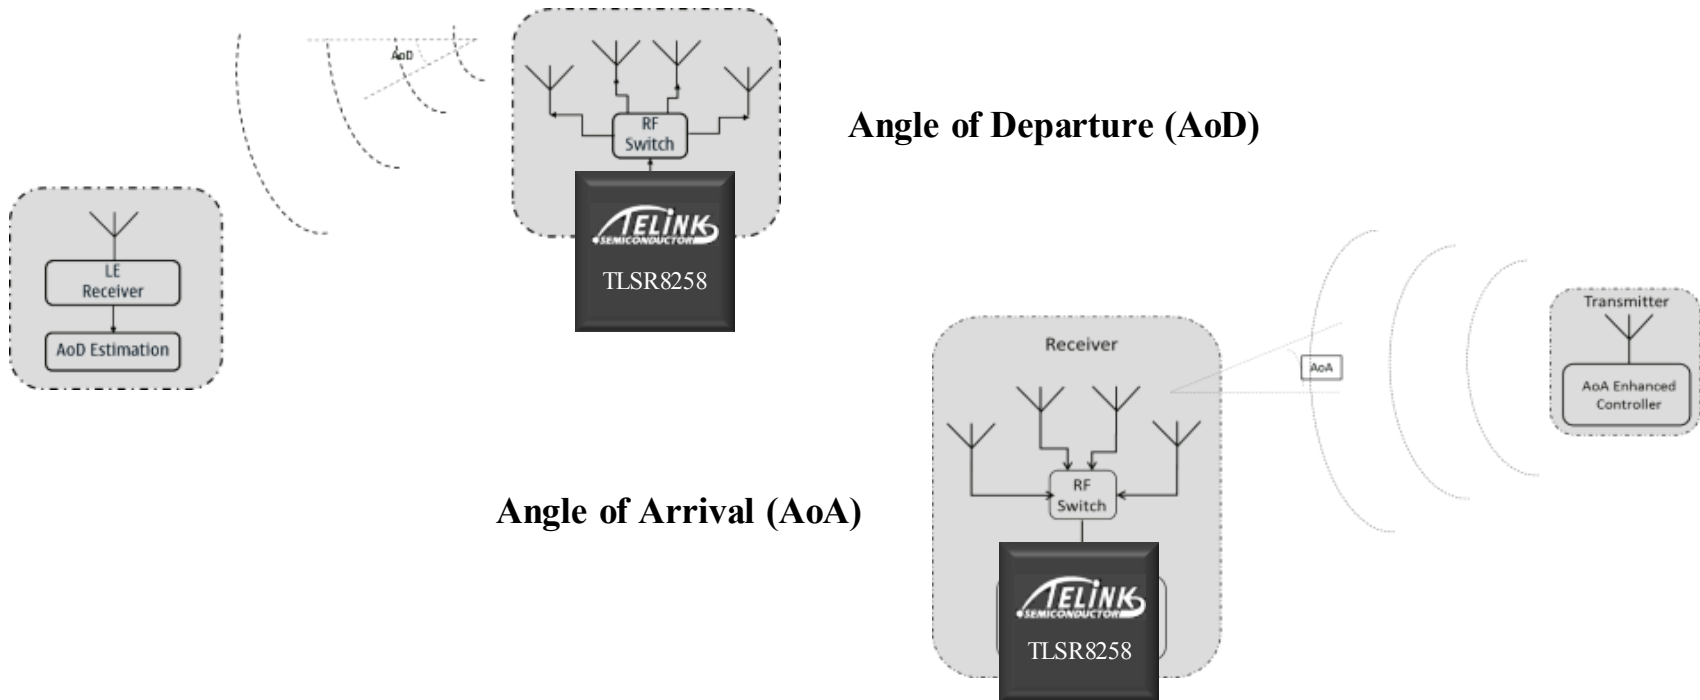 AoD
RF
Switch
TELiNK
SEMICONDUCTOR
TLSR8258
Angle of Departure (AoD)
LE
Receiver
AoD Estimation
Angle of Arrival (AoA)
Receiver
RF
Switch
TELiNK
SEMICONDUCTOR
TLSR8258
AoA
Transmitter
AoA Enhanced
Controller